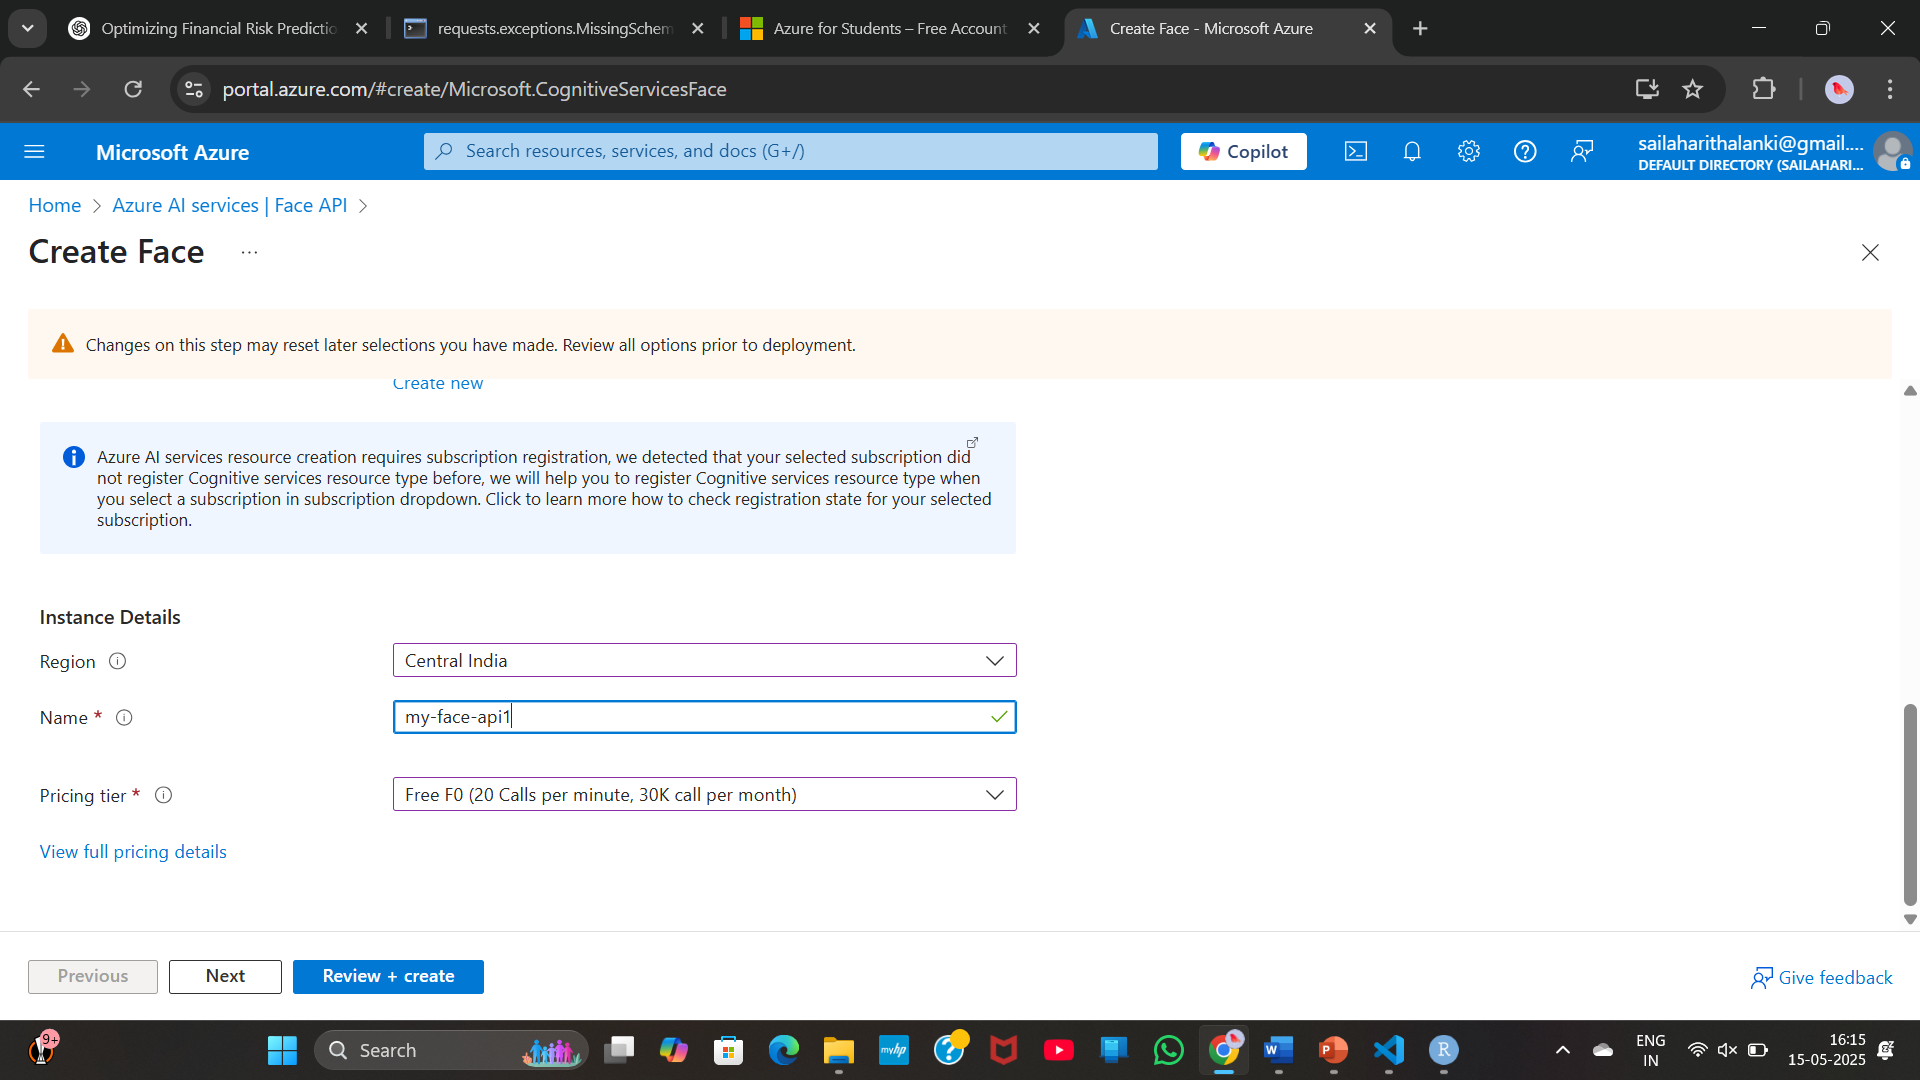 Optimizing Financial Risk Predictio
requests.exceptions.MissingSchem
Azure for Students – Free Account
Create Face - Microsoft Azure
portal.azure.com/#create/Microsoft.CognitiveServicesFace
Microsoft Azure
Search resources, services, and docs (G+/)
Copilot
sailaharithalanki@gmail....
DEFAULT DIRECTORY (SAILAHARI...
Home > Azure AI services | Face API >
Create Face ...
Changes on this step may reset later selections you have made. Review all options prior to deployment.
Create new
Azure AI services resource creation requires subscription registration, we detected that your selected subscription did
not register Cognitive services resource type before, we will help you to register Cognitive services resource type when
you select a subscription in subscription dropdown. Click to learn more how to check registration state for your selected
subscription.
Instance Details
Region
Central India
Name *
my-face-api1
Pricing tier *
Free F0 (20 Calls per minute, 30K call per month)
View full pricing details
Previous
Next
Review + create
Give feedback
9+
Search
myhp
W
P
R
ENG
IN
16:15
15-05-2025